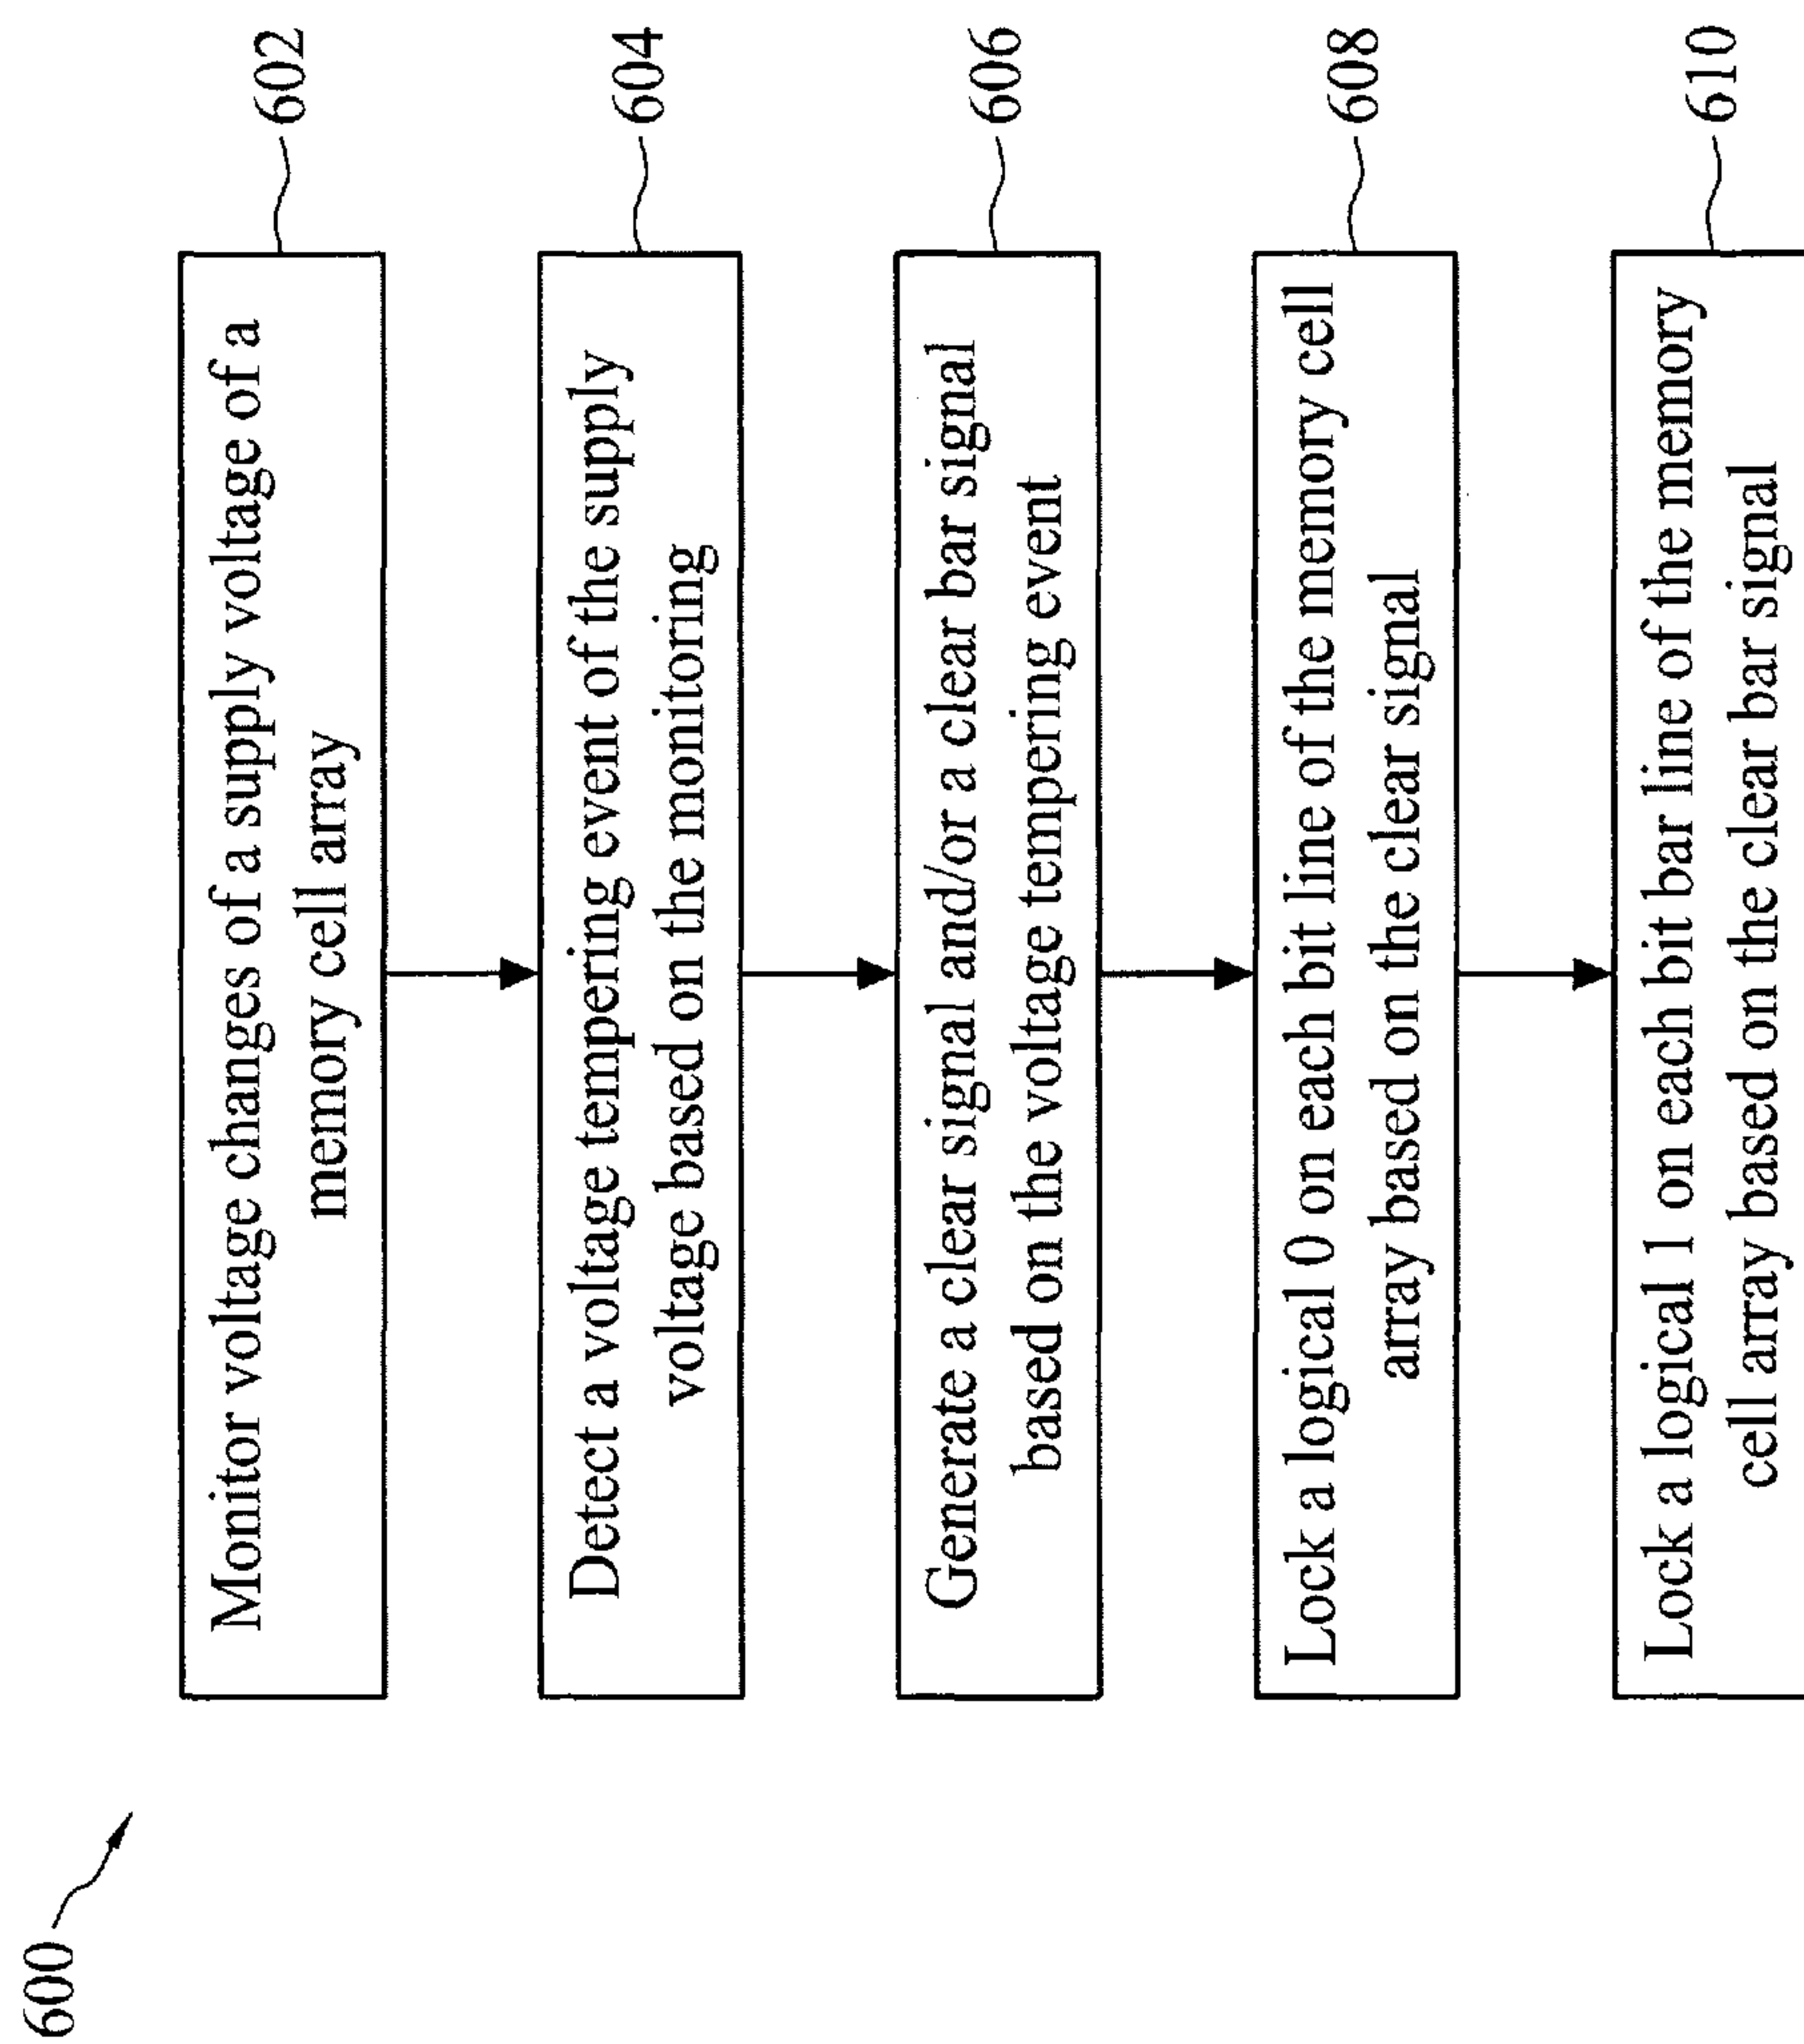 600
Monitor voltage changes of a supply voltage of a
memory cell array
602
Detect a voltage tempering event of the supply
voltage based on the monitoring
604
Generate a clear signal and/or a clear bar signal
based on the voltage tempering event
606
Lock a logical 0 on each bit line of the memory cell
array based on the clear signal
608
Lock a logical 1 on each bit bar line of the memory
cell array based on the clear bar signal
610